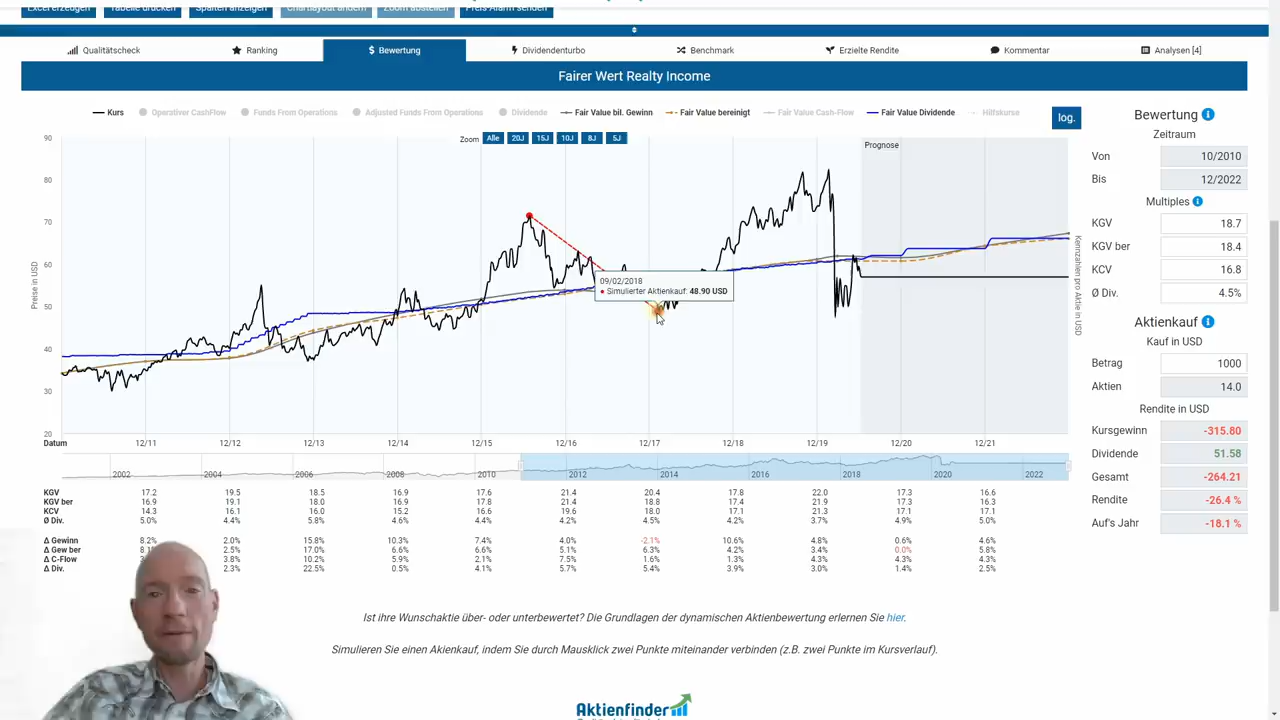 Excel erzeugen Tabelle drucken Spalten anzeigen Chartlayout ändern Zoom abstellen Preis-Alarm senden
Qualitätscheck Ranking $ Bewertung Dividendenturbo Benchmark Erzielte Rendite Kommentar Analysen [4]
Fairer Wert Realty Income
Kurs Operativer CashFlow Funds From Operations Adjusted Funds From Operations Dividende Fair Value bil. Gewinn Fair Value bereinigt Fair Value Cash-Flow Fair Value Dividende Hilfskurse
log.
Zoom Alle 20J 15J 10J 8J 5J
Prognose
90
80
70
60
50
40
30
20
Preise in USD
Kennzahlen pro Aktie in USD
09/02/2018
Simulierter Aktienkauf: 48.90 USD
Datum 12/11 12/12 12/13 12/14 12/15 12/16 12/17 12/18 12/19 12/20 12/21
2002 2004 2006 2008 2010 2012 2014 2016 2018 2020 2022
KGV 17.2 19.5 18.5 16.9 17.6 21.4 20.4 17.8 22.0 17.3 16.6
KGV ber 16.9 19.1 18.0 16.9 17.8 21.4 18.8 17.4 21.9 17.3 17.1
KCV 14.3 16.1 16.0 15.2 16.6 19.6 18.0 17.1 21.3 17.1 17.1
Ø Div. 5.0% 4.4% 5.8% 4.6% 4.4% 4.2% 4.5% 4.2% 3.7% 4.9% 5.0%
Δ Gewinn 8.2% 2.0% 15.8% 10.3% 7.4% 4.0% -2.1% 10.6% 4.8% 0.6% 4.6%
Δ Gew ber 2.5% 17.0% 6.6% 6.6% 5.1% 6.3% 4.2% 3.4% 0.0% 5.8%
Δ C-Flow 3.8% 10.2% 5.9% 2.1% 7.5% 1.6% 1.3% 4.3% 4.3% 4.3%
Δ Div. 2.3% 22.5% 0.5% 4.1% 5.7% 5.4% 3.9% 3.0% 1.4% 2.5%
Bewertung
Zeitraum
Von 10/2010
Bis 12/2022
Multiples
KGV 18.7
KGV ber 18.4
KCV 16.8
Ø Div. 4.5%
Aktienkauf
Kauf in USD
Betrag 1000
Aktien 14.0
Rendite in USD
Kursgewinn -315.80
Dividende 51.58
Gesamt -264.21
Rendite -26.4 %
Auf's Jahr -18.1 %
Ist ihre Wunschaktie über- oder unterbewertet? Die Grundlagen der dynamischen Aktienbewertung erlernen Sie hier.
Simulieren Sie einen Akienkauf, indem Sie durch Mausklick zwei Punkte miteinander verbinden (z.B. zwei Punkte im Kursverlauf).
Aktienfinder